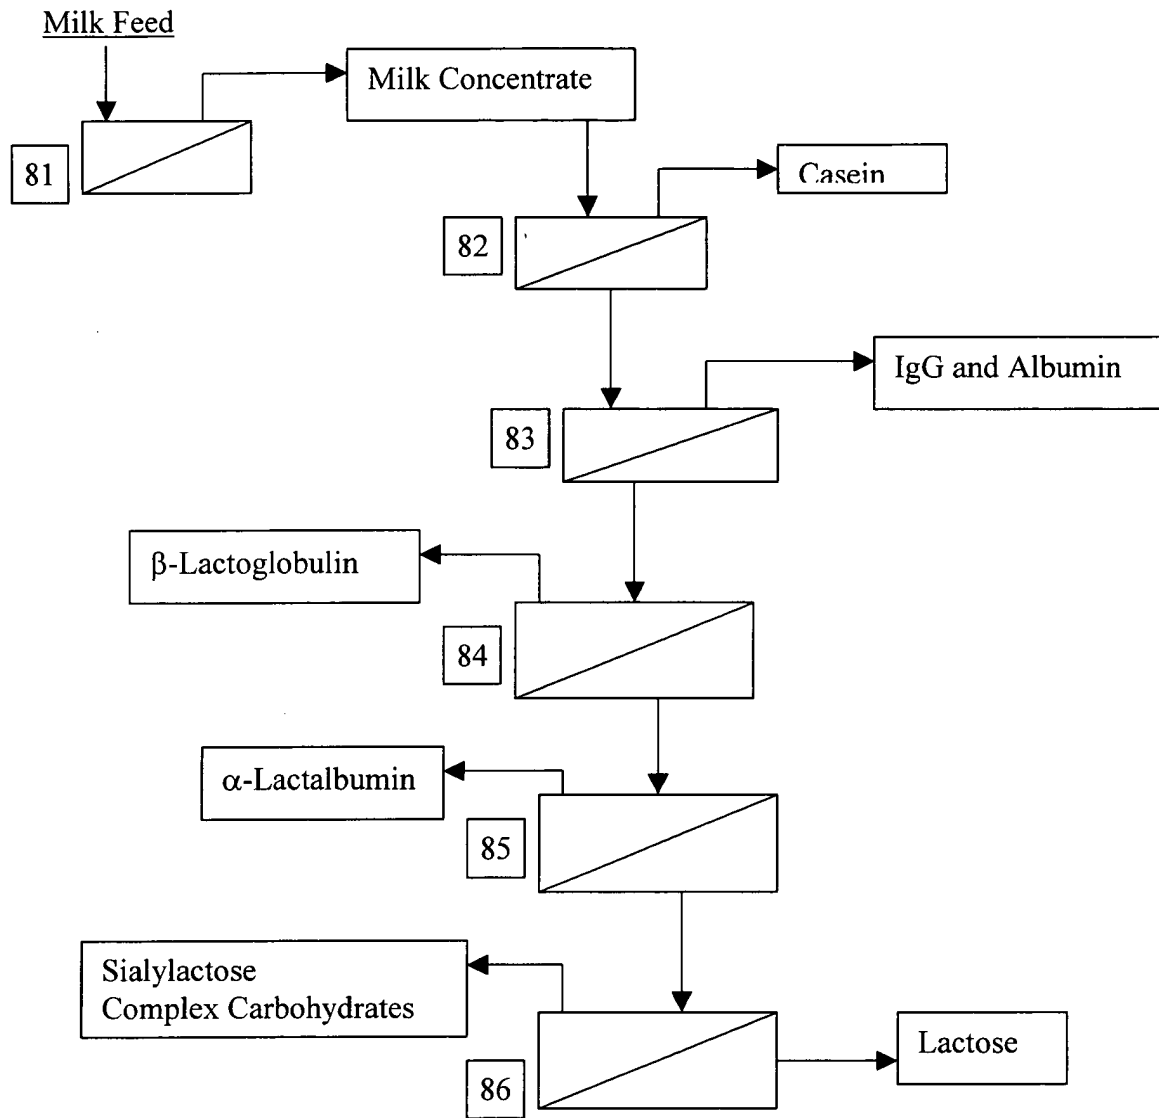 Milk Feed
Milk Concentrate
81
Casein
82
IgG and Albumin
83
β-Lactoglobulin
84
α-Lactalbumin
85
Sialylactose
Complex Carbohydrates
Lactose
86